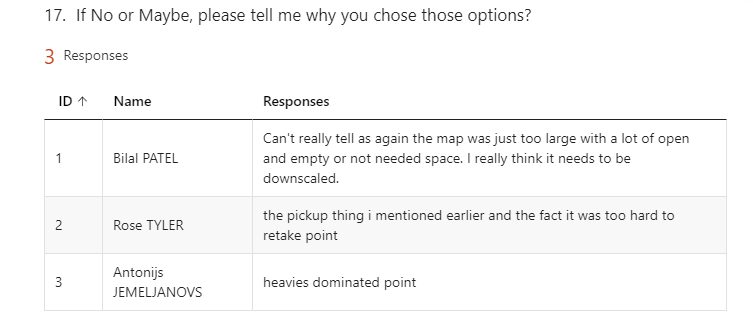 17. If No or Maybe, please tell me why you chose those options?
3 Responses
ID ↑ Name Responses
1 Bilal PATEL Can't really tell as again the map was just too large with a lot of open
and empty or not needed space. I really think it needs to be
downscaled.
2 Rose TYLER the pickup thing i mentioned earlier and the fact it was too hard to
retake point
3 Antonijs
JEMELJANOVS heavies dominated point